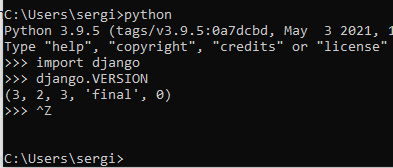 C:\Users\sergi>python
Python 3.9.5 (tags/v3.9.5:0a7dcbd, May  3 2021, 1
Type "help", "copyright", "credits" or "license"
>>> import django
>>> django.VERSION
(3, 2, 3, 'final', 0)
>>> ^Z
C:\Users\sergi>